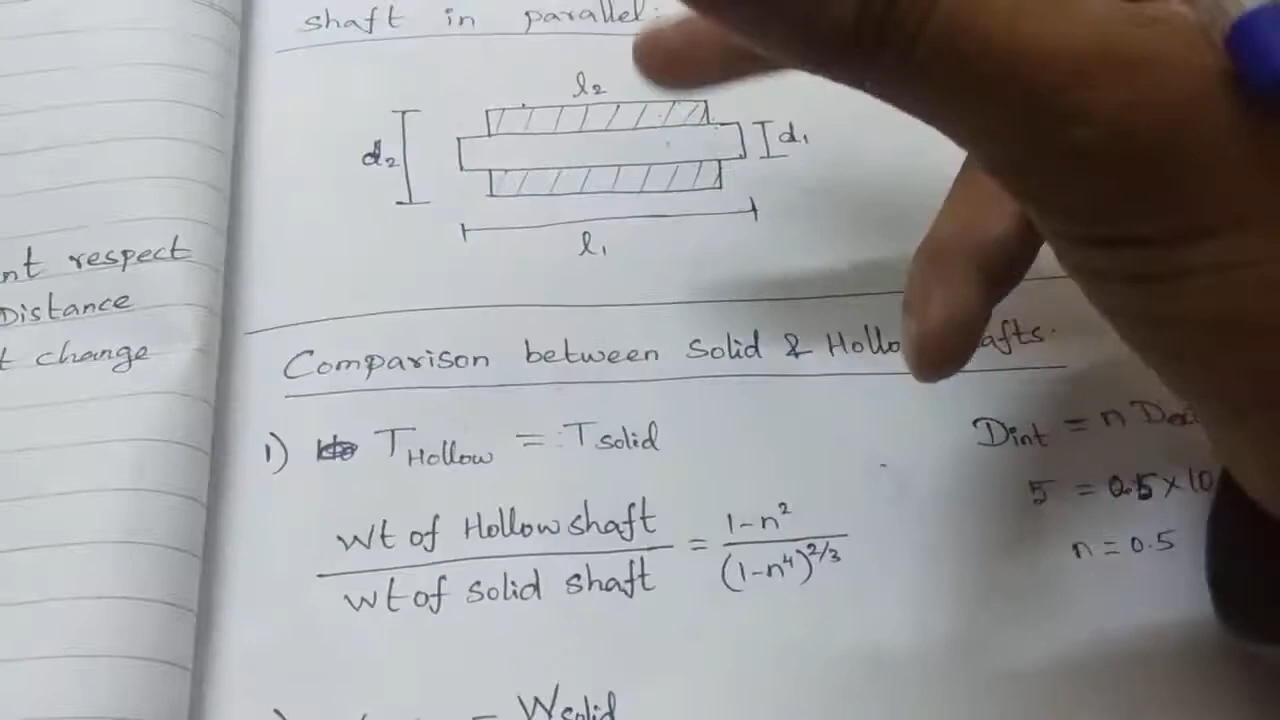 shaft in parallel:
l₂
d₂
d₁
l₁
nt respect
Distance
t change
Comparison between Solid & Hollo afts.
1) T Hollow = T solid
Dint = n De
5 = 0.5×10
n = 0.5
Wt of Hollow shaft / Wt of solid shaft = 1-n² / (1-n⁴)^2/3
= Wsolid